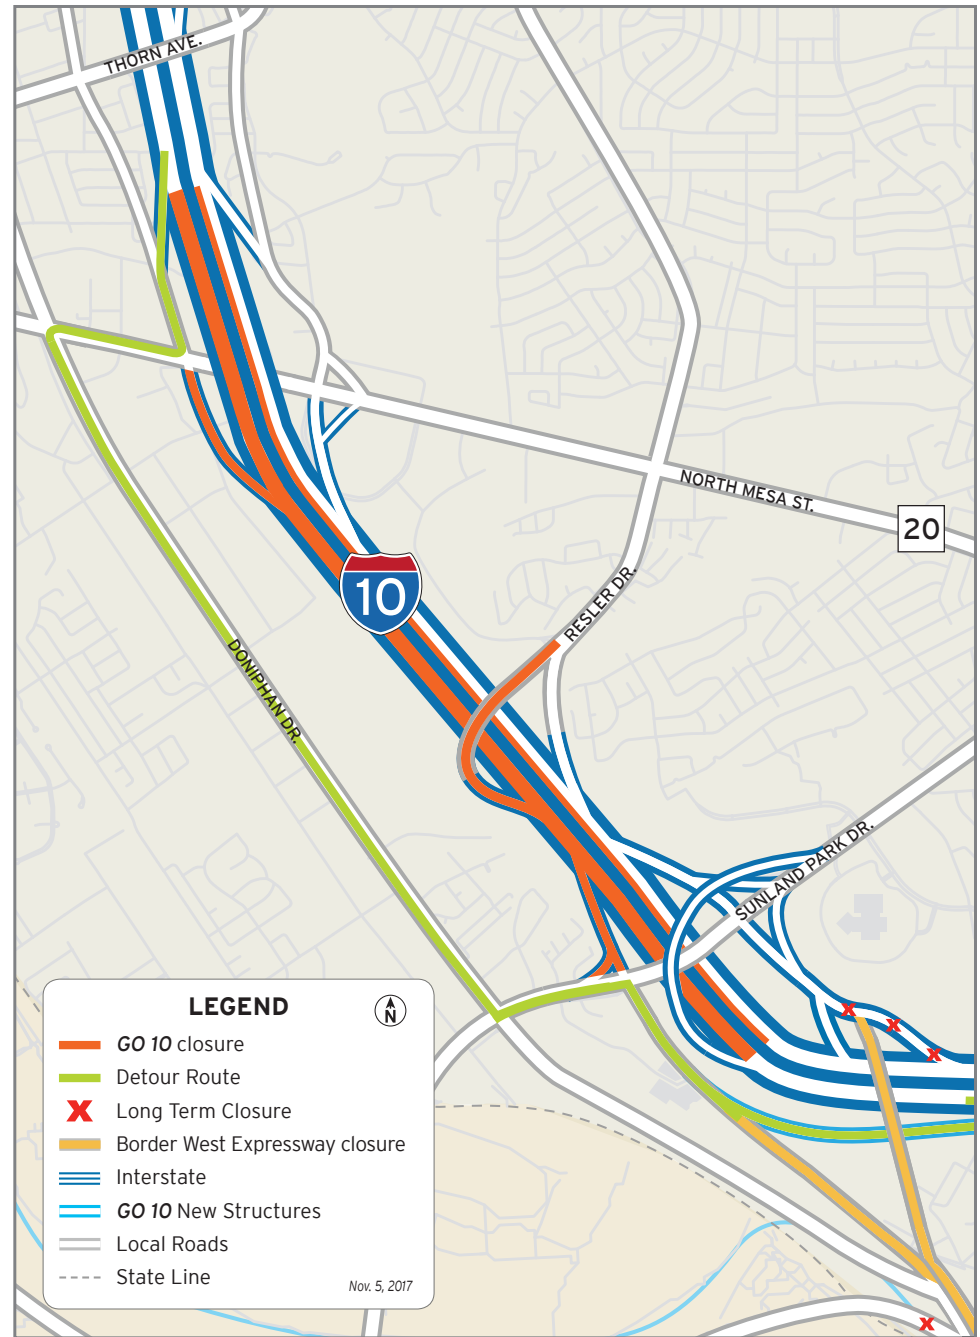 THORN AVE.
NORTH MESA ST.
20
10
RESLER DR.
DONIPHAN DR.
SUNLAND PARK DR.
LEGEND
N
GO 10 closure
Detour Route
X Long Term Closure
Border West Expressway closure
Interstate
GO 10 New Structures
Local Roads
State Line
Nov. 5, 2017
X
X
X
X